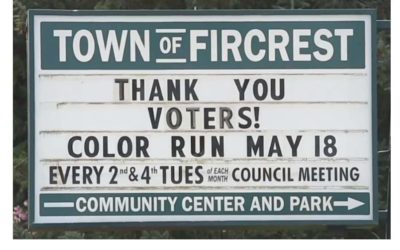 TOWN OF FIRCREST
THANK YOU
VOTERS!
COLOR RUN MAY 18
EVERY 2nd & 4th TUES of EACH MONTH COUNCIL MEETING
COMMUNITY CENTER AND PARK →